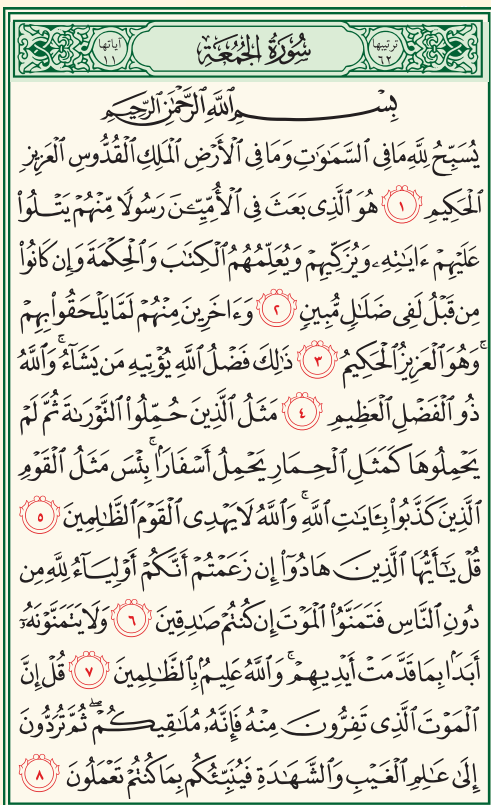 ترتيبها ٦٢ سُورَةُ الجُمُعَةِ آياتها ١١
بِسْمِ ٱللَّهِ ٱلرَّحْمَٰنِ ٱلرَّحِيمِ
يُسَبِّحُ لِلَّهِ مَا فِى ٱلسَّمَٰوَٰتِ وَمَا فِى ٱلْأَرْضِ ٱلْمَلِكِ ٱلْقُدُّوسِ ٱلْعَزِيزِ
ٱلْحَكِيمِ ١ هُوَ ٱلَّذِى بَعَثَ فِى ٱلْأُمِّيِّـۧنَ رَسُولًا مِّنْهُمْ يَتْلُوا۟
عَلَيْهِمْ ءَايَٰتِهِۦ وَيُزَكِّيهِمْ وَيُعَلِّمُهُمُ ٱلْكِتَٰبَ وَٱلْحِكْمَةَ وَإِن كَانُوا۟
مِن قَبْلُ لَفِى ضَلَٰلٍ مُّبِينٍ ٢ وَءَاخَرِينَ مِنْهُمْ لَمَّا يَلْحَقُوا۟ بِهِمْ
ۚ وَهُوَ ٱلْعَزِيزُ ٱلْحَكِيمُ ٣ ذَٰلِكَ فَضْلُ ٱللَّهِ يُؤْتِيهِ مَن يَشَآءُ ۚ وَٱللَّهُ
ذُو ٱلْفَضْلِ ٱلْعَظِيمِ ٤ مَثَلُ ٱلَّذِينَ حُمِّلُوا۟ ٱلتَّوْرَىٰةَ ثُمَّ لَمْ
يَحْمِلُوهَا كَمَثَلِ ٱلْحِمَارِ يَحْمِلُ أَسْفَارًۢا ۚ بِئْسَ مَثَلُ ٱلْقَوْمِ
ٱلَّذِينَ كَذَّبُوا۟ بِـَٔايَٰتِ ٱللَّهِ ۚ وَٱللَّهُ لَا يَهْدِى ٱلْقَوْمَ ٱلظَّٰلِمِينَ ٥
قُلْ يَٰٓأَيُّهَا ٱلَّذِينَ هَادُوٓا۟ إِن زَعَمْتُمْ أَنَّكُمْ أَوْلِيَآءُ لِلَّهِ مِن
دُونِ ٱلنَّاسِ فَتَمَنَّوُا۟ ٱلْمَوْتَ إِن كُنتُمْ صَٰدِقِينَ ٦ وَلَا يَتَمَنَّوْنَهُۥٓ
أَبَدًۢا بِمَا قَدَّمَتْ أَيْدِيهِمْ ۚ وَٱللَّهُ عَلِيمٌۢ بِٱلظَّٰلِمِينَ ٧ قُلْ إِنَّ
ٱلْمَوْتَ ٱلَّذِى تَفِرُّونَ مِنْهُ فَإِنَّهُۥ مُلَٰقِيكُمْ ۖ ثُمَّ تُرَدُّونَ
إِلَىٰ عَٰلِمِ ٱلْغَيْبِ وَٱلشَّهَٰدَةِ فَيُنَبِّئُكُم بِمَا كُنتُمْ تَعْمَلُونَ ٨